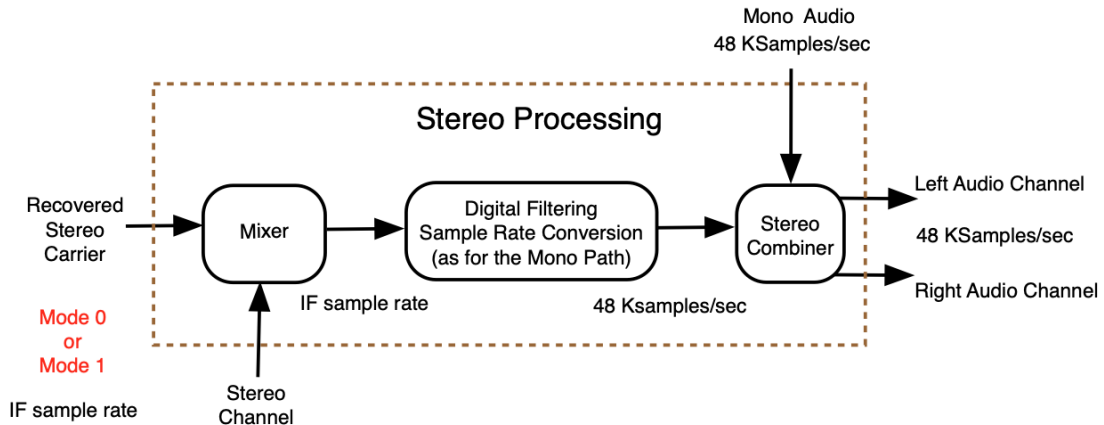 Mono Audio
48 KSamples/sec
Stereo Processing
Recovered
Stereo
Carrier
Mixer
Digital Filtering
Sample Rate Conversion
(as for the Mono Path)
Stereo
Combiner
Left Audio Channel
48 KSamples/sec
Right Audio Channel
IF sample rate
48 Ksamples/sec
Mode 0
or
Mode 1
IF sample rate
Stereo
Channel